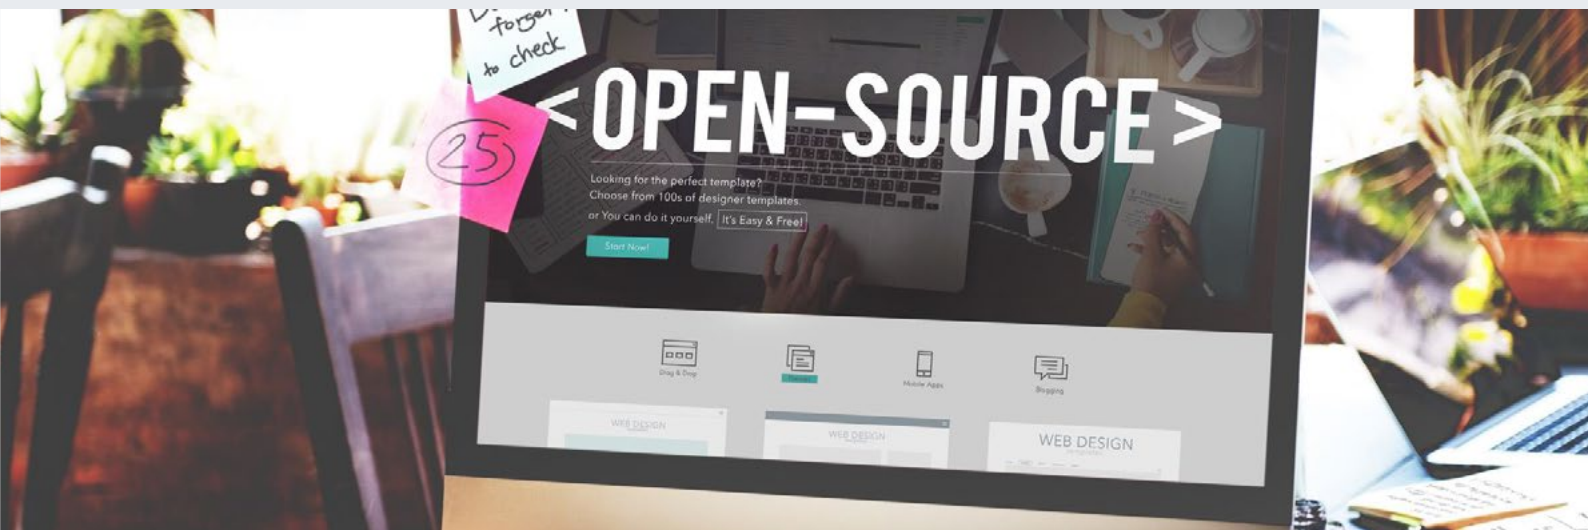 forget
to check
25
<OPEN-SOURCE>
Looking for the perfect template?
Choose from 100s of designer templates.
or You can do it yourself. It's Easy & Free!
Start Now!
Drag & Drop
Mobile Apps
Blogging
WEB DESIGN
WEB DESIGN
WEB DESIGN
templates